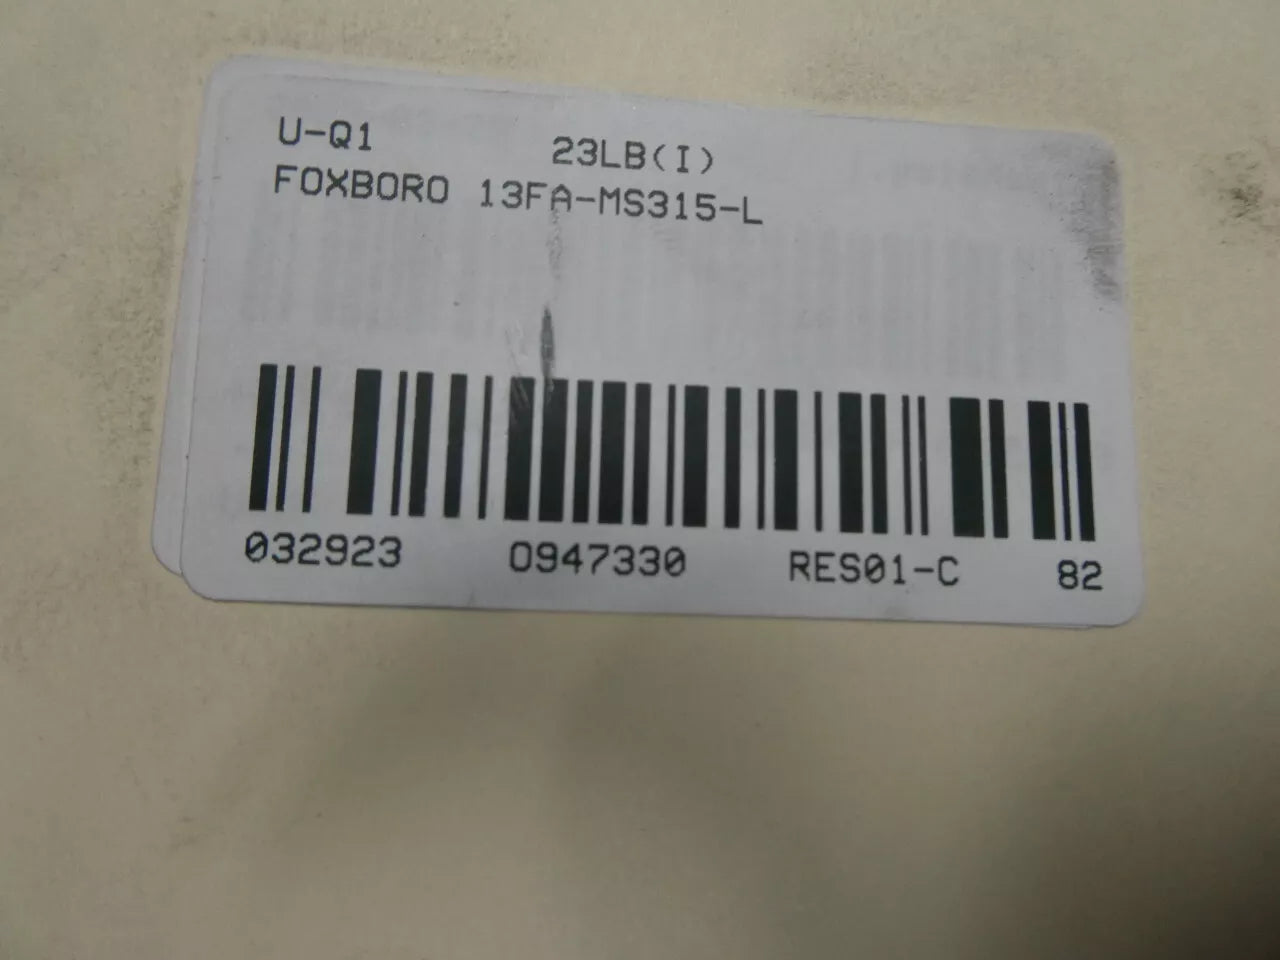 U-Q1 23LB(I)
FOXBORO 13FA-MS315-L
032923 0947330 RES01-C 82